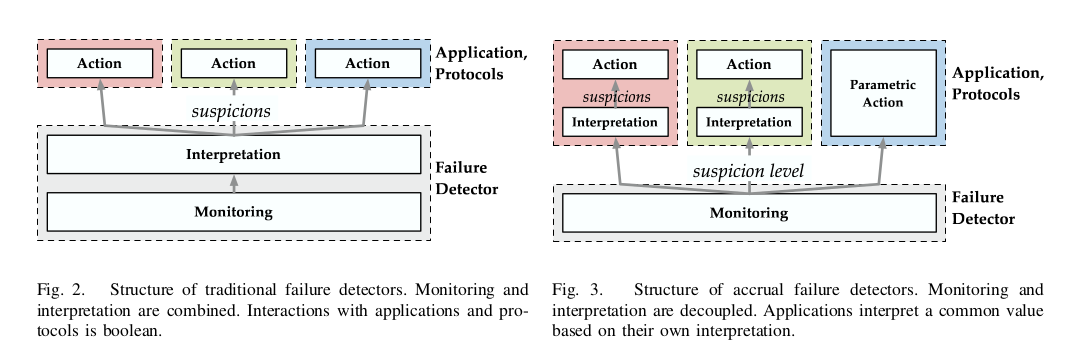 Action
Action
Action
Application,
Protocols
suspicions
Interpretation
Monitoring
Failure
Detector
Fig. 2. Structure of traditional failure detectors. Monitoring and
interpretation are combined. Interactions with applications and pro-
tocols is boolean.
Action
suspicions
Interpretation
Action
suspicions
Interpretation
Parametric
Action
Application,
Protocols
suspicion level
Monitoring
Failure
Detector
Fig. 3. Structure of accrual failure detectors. Monitoring and
interpretation are decoupled. Applications interpret a common value
based on their own interpretation.